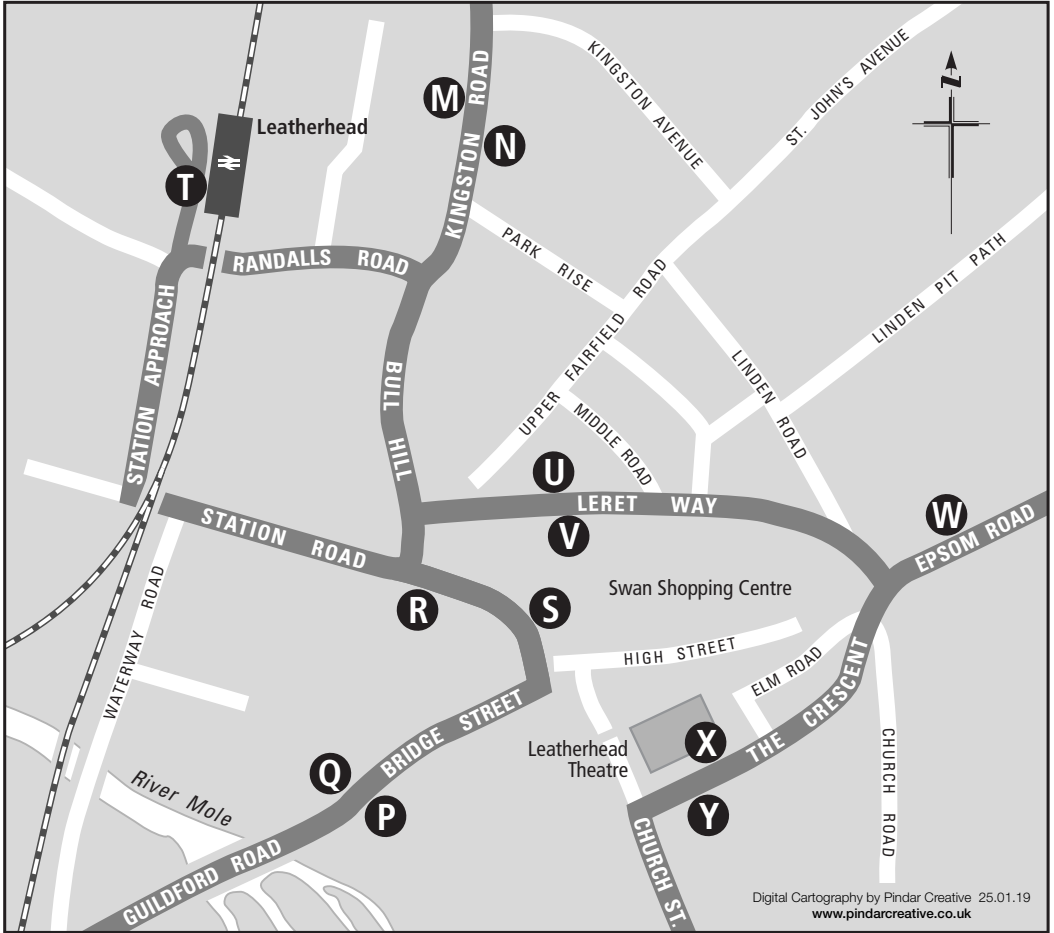 KINGSTON ROAD
KINGSTON AVENUE
ST. JOHN'S AVENUE
N
M
N
Leatherhead
T
KINGSTON ROAD
PARK RISE
RANDALLS ROAD
UPPER FAIRFIELD ROAD
LINDEN PIT PATH
STATION APPROACH
BULL HILL
LINDEN ROAD
MIDDLE ROAD
U
LERET WAY
V
W
EPSOM ROAD
STATION ROAD
R
S
Swan Shopping Centre
WATERWAY ROAD
HIGH STREET
ELM ROAD
THE CRESCENT
BRIDGE STREET
Leatherhead
Theatre
X
CHURCH ROAD
Q
P
Y
River Mole
GUILDFORD ROAD
CHURCH ST.
Digital Cartography by Pindar Creative 25.01.19
www.pindarcreative.co.uk